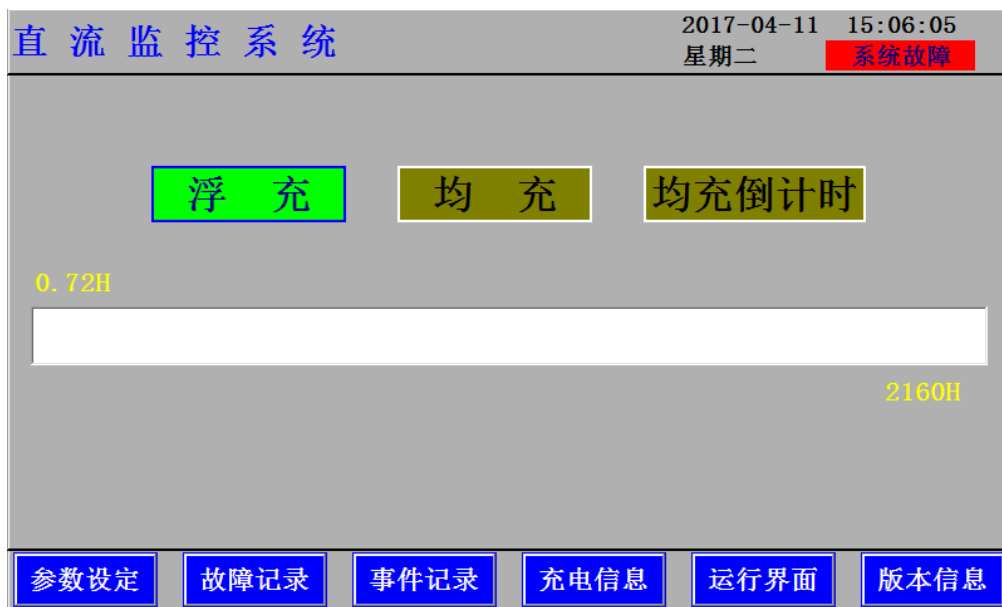 直流监控系统
2017-04-11 15:06:05
星期二 系统故障
浮 充 均 充 均充倒计时
0.72H
2160H
参数设定 故障记录 事件记录 充电信息 运行界面 版本信息